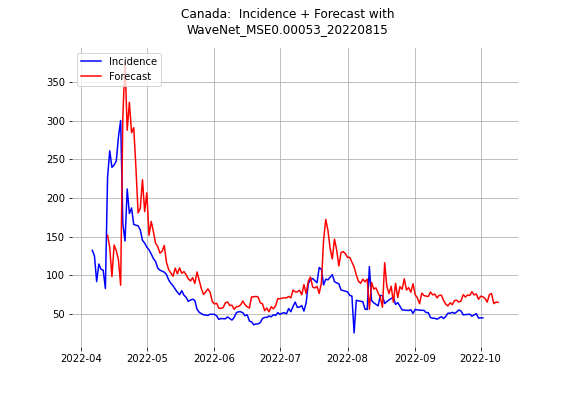 Canada:  Incidence + Forecast with
WaveNet_MSE0.00053_20220815
Incidence
Forecast
350
300
250
200
150
100
50
2022-04 2022-05 2022-06 2022-07 2022-08 2022-09 2022-10